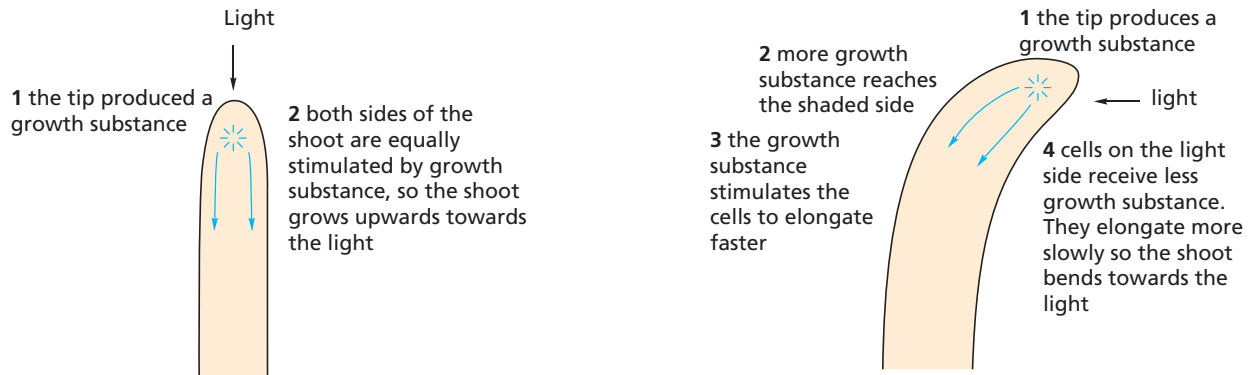 Light
1 the tip produced a
growth substance
2 both sides of the
shoot are equally
stimulated by growth
substance, so the shoot
grows upwards towards
the light
1 the tip produces a
growth substance
2 more growth
substance reaches
the shaded side
light
3 the growth
substance
stimulates the
cells to elongate
faster
4 cells on the light
side receive less
growth substance.
They elongate more
slowly so the shoot
bends towards the
light